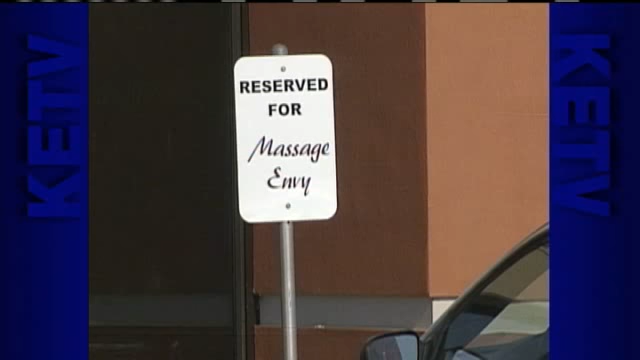 KETV
RESERVED
FOR
Massage
Envy
KETV